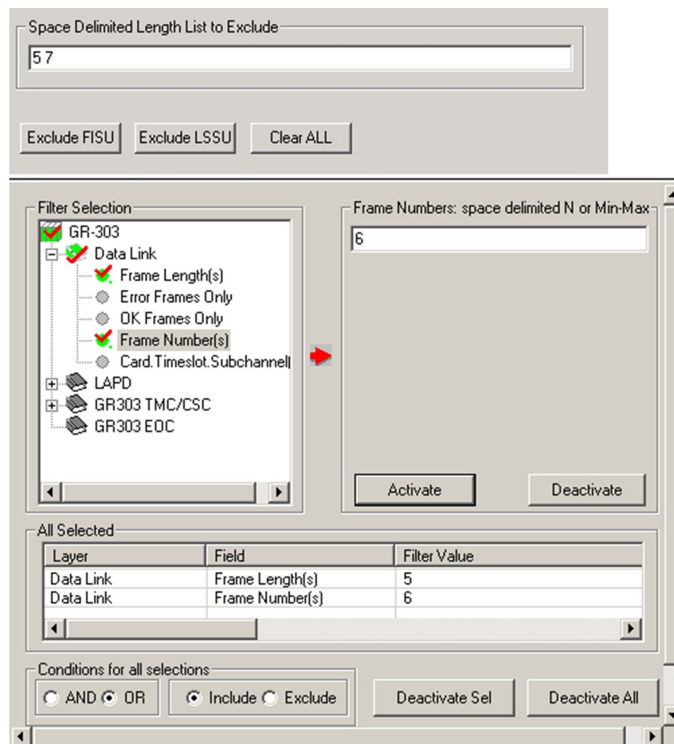 Space Delimited Length List to Exclude
5 7
Exclude FISU Exclude LSSU Clear ALL
Filter Selection
GR-303
Data Link
Frame Length(s)
Error Frames Only
OK Frames Only
Frame Number(s)
Card.Timeslot.Subchannel(
LAPD
GR303 TMC/CSC
GR303 EOC
Frame Numbers: space delimited N or Min-Max
6
Activate Deactivate
All Selected
Layer Field Filter Value
Data Link Frame Length(s) 5
Data Link Frame Number(s) 6
Conditions for all selections
AND OR Include Exclude Deactivate Sel Deactivate All